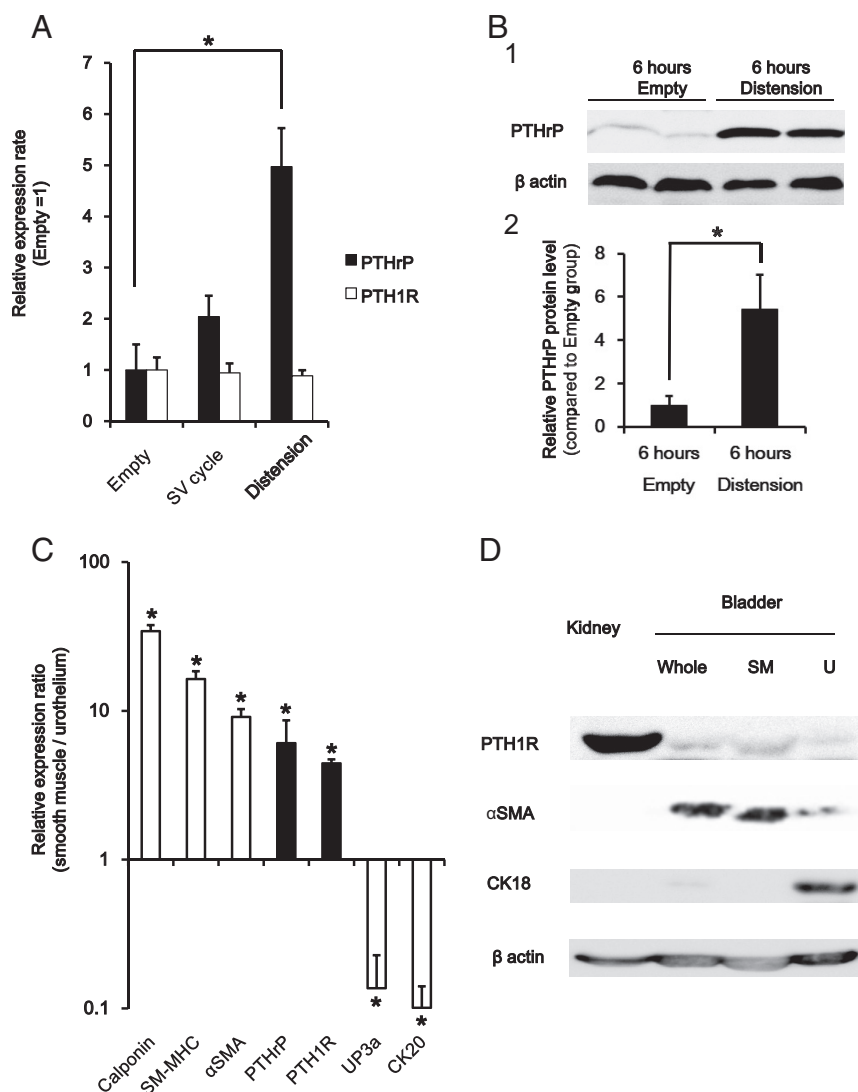 A
*
7
6
5
4
3
2
1
0
Relative expression rate
(Empty =1)
Empty
SV cycle
Distension
PTHrP
PTH1R
B
1
6 hours
Empty
6 hours
Distension
PTHrP
β actin
2
*
8
6
4
2
0
Relative PTHrP protein level
(compared to Empty group)
6 hours
Empty
6 hours
Distension
C
100
10
1
0.1
Relative expression ratio
(smooth muscle / urothelium)
*
*
*
*
*
*
*
Calponin
SM-MHC
αSMA
PTHrP
PTH1R
UP3a
CK20
D
Kidney
Bladder
Whole
SM
U
PTH1R
αSMA
CK18
β actin